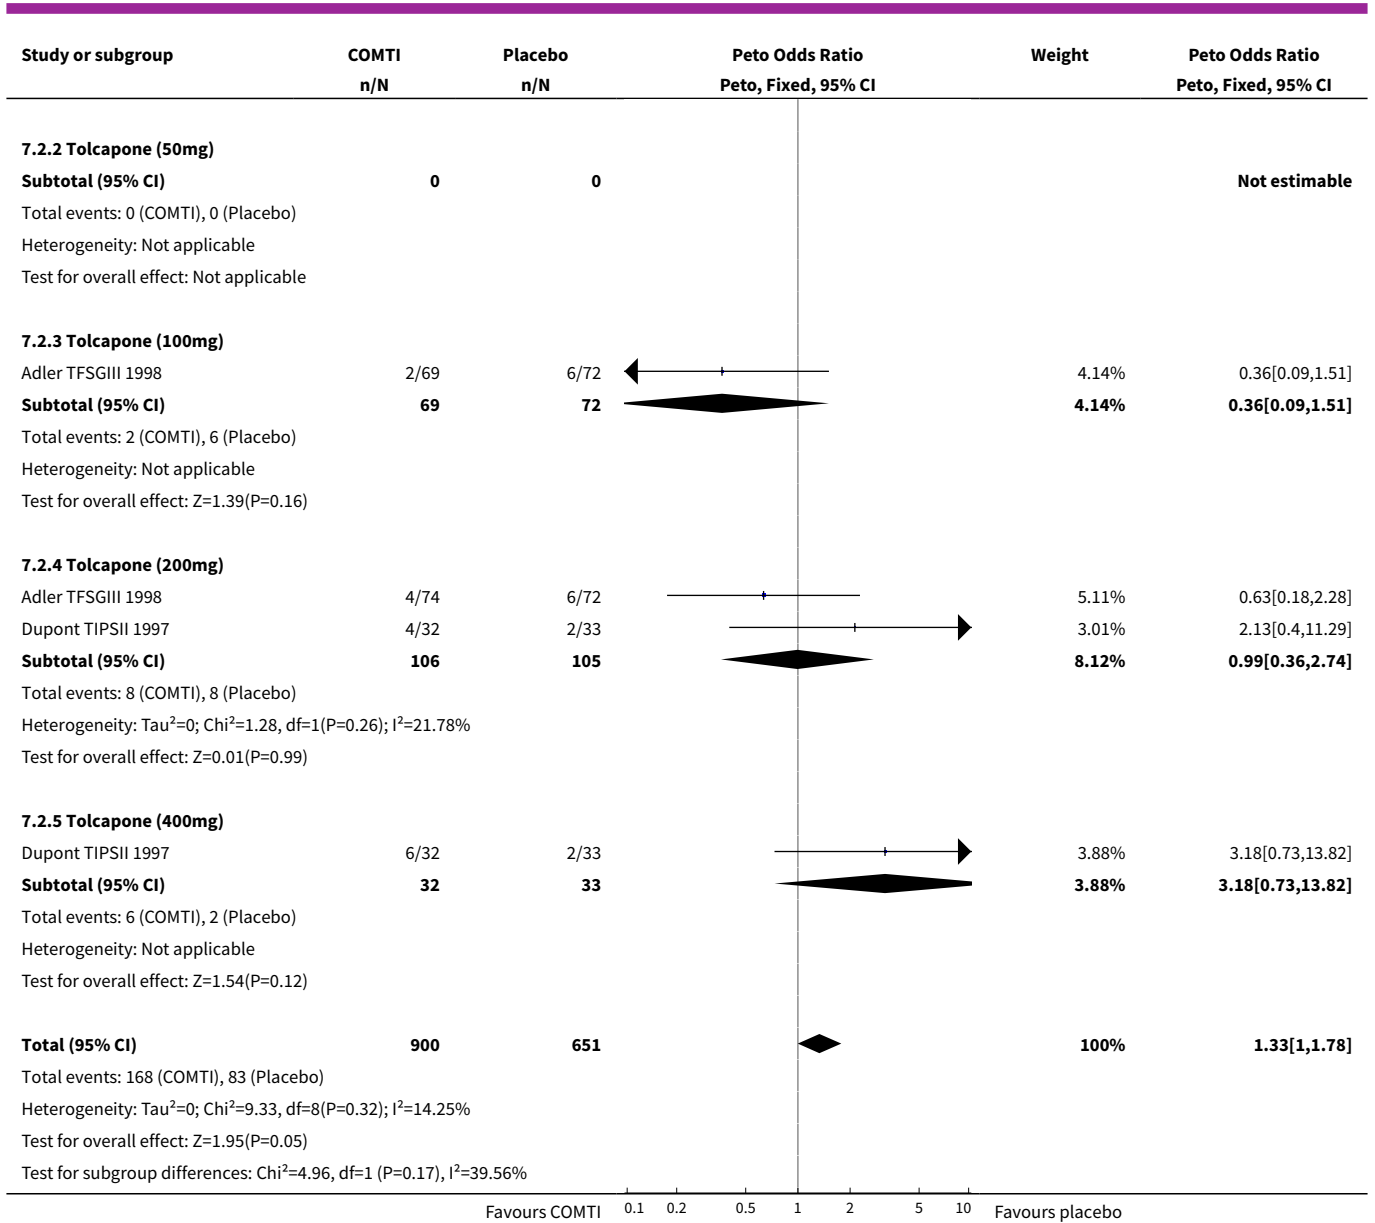 Study or subgroup COMTI Placebo Peto Odds Ratio Weight Peto Odds Ratio
n/N n/N Peto, Fixed, 95% CI Peto, Fixed, 95% CI
7.2.2 Tolcapone (50mg)
Subtotal (95% CI) 0 0 Not estimable
Total events: 0 (COMTI), 0 (Placebo)
Heterogeneity: Not applicable
Test for overall effect: Not applicable
7.2.3 Tolcapone (100mg)
Adler TFSGIII 1998 2/69 6/72 4.14% 0.36[0.09,1.51]
Subtotal (95% CI) 69 72 4.14% 0.36[0.09,1.51]
Total events: 2 (COMTI), 6 (Placebo)
Heterogeneity: Not applicable
Test for overall effect: Z=1.39(P=0.16)
7.2.4 Tolcapone (200mg)
Adler TFSGIII 1998 4/74 6/72 5.11% 0.63[0.18,2.28]
Dupont TIPSII 1997 4/32 2/33 3.01% 2.13[0.4,11.29]
Subtotal (95% CI) 106 105 8.12% 0.99[0.36,2.74]
Total events: 8 (COMTI), 8 (Placebo)
Heterogeneity: Tau²=0; Chi²=1.28, df=1(P=0.26); I²=21.78%
Test for overall effect: Z=0.01(P=0.99)
7.2.5 Tolcapone (400mg)
Dupont TIPSII 1997 6/32 2/33 3.88% 3.18[0.73,13.82]
Subtotal (95% CI) 32 33 3.88% 3.18[0.73,13.82]
Total events: 6 (COMTI), 2 (Placebo)
Heterogeneity: Not applicable
Test for overall effect: Z=1.54(P=0.12)
Total (95% CI) 900 651 100% 1.33[1,1.78]
Total events: 168 (COMTI), 83 (Placebo)
Heterogeneity: Tau²=0; Chi²=9.33, df=8(P=0.32); I²=14.25%
Test for overall effect: Z=1.95(P=0.05)
Test for subgroup differences: Chi²=4.96, df=1 (P=0.17), I²=39.56%
Favours COMTI 0.1 0.2 0.5 1 2 5 10 Favours placebo